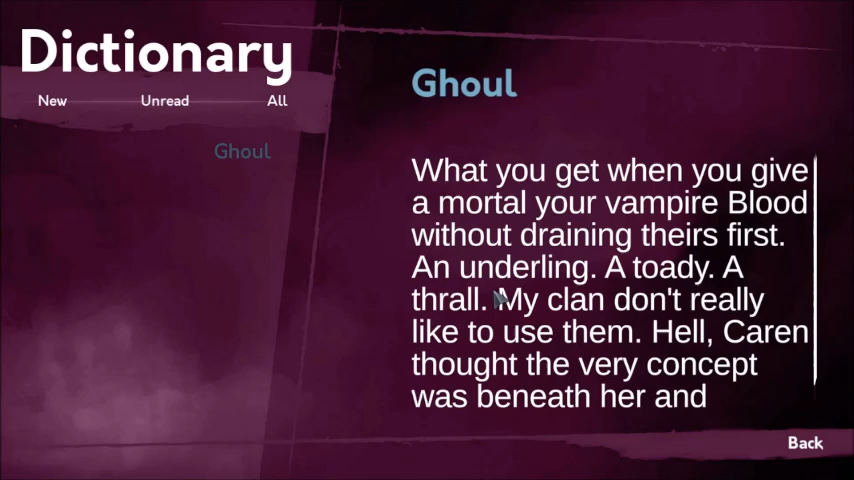 Dictionary
New
Unread
All
Ghoul
Ghoul
What you get when you give
a mortal your vampire Blood
without draining theirs first.
An underling. A toady. A
thrall. My clan don't really
like to use them. Hell, Caren
thought the very concept
was beneath her and
Back